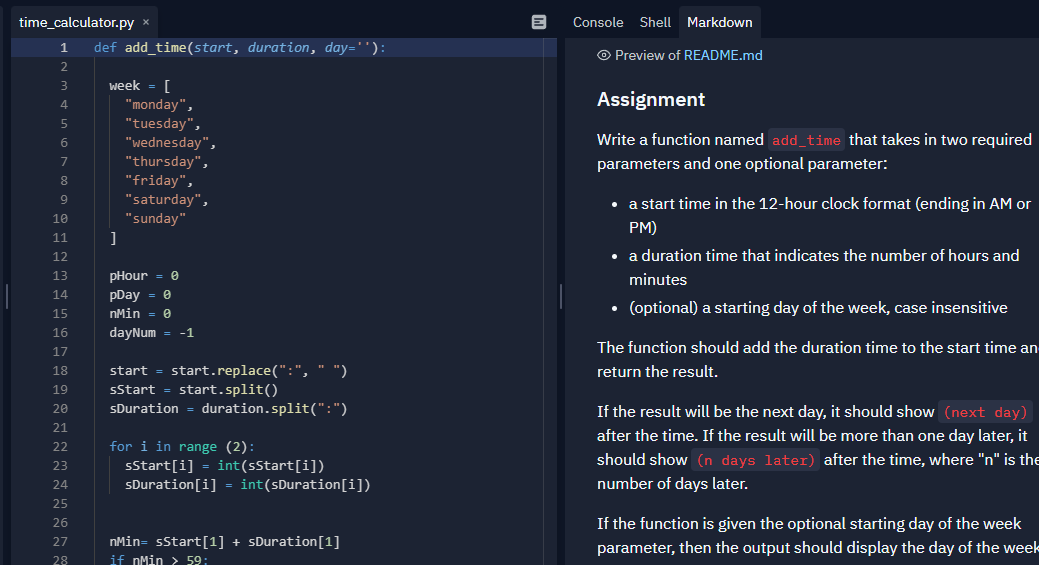 time_calculator.py ×
1 def add_time(start, duration, day=''):
2
3 week = [
4 "monday",
5 "tuesday",
6 "wednesday",
7 "thursday",
8 "friday",
9 "saturday",
10 "sunday"
11 ]
12
13 pHour = 0
14 pDay = 0
15 nMin = 0
16 dayNum = -1
17
18 start = start.replace(":", " ")
19 sStart = start.split()
20 sDuration = duration.split(":")
21
22 for i in range (2):
23 sStart[i] = int(sStart[i])
24 sDuration[i] = int(sDuration[i])
25
26
27 nMin= sStart[1] + sDuration[1]
28 if nMin > 59:
Console Shell Markdown
Preview of README.md
Assignment
Write a function named add_time that takes in two required
parameters and one optional parameter:
• a start time in the 12-hour clock format (ending in AM or
PM)
• a duration time that indicates the number of hours and
minutes
• (optional) a starting day of the week, case insensitive
The function should add the duration time to the start time an
return the result.
If the result will be the next day, it should show (next day)
after the time. If the result will be more than one day later, it
should show (n days later) after the time, where "n" is the
number of days later.
If the function is given the optional starting day of the week
parameter, then the output should display the day of the week